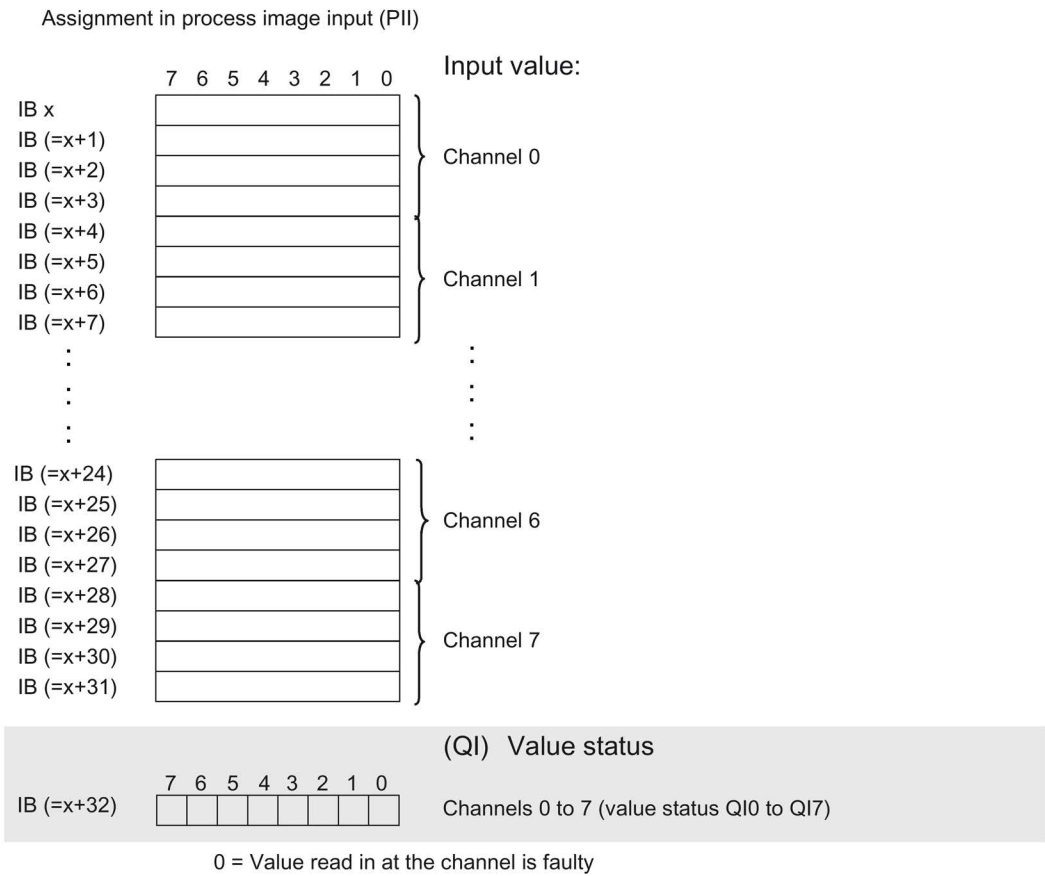 Assignment in process image input (PII)
Input value:
7 6 5 4 3 2 1 0
IB x
IB (=x+1)
Channel 0
IB (=x+2)
IB (=x+3)
IB (=x+4)
IB (=x+5)
Channel 1
IB (=x+6)
IB (=x+7)
IB (=x+24)
IB (=x+25)
Channel 6
IB (=x+26)
IB (=x+27)
IB (=x+28)
IB (=x+29)
Channel 7
IB (=x+30)
IB (=x+31)
(QI) Value status
7 6 5 4 3 2 1 0
IB (=x+32)
Channels 0 to 7 (value status QI0 to QI7)
0 = Value read in at the channel is faulty